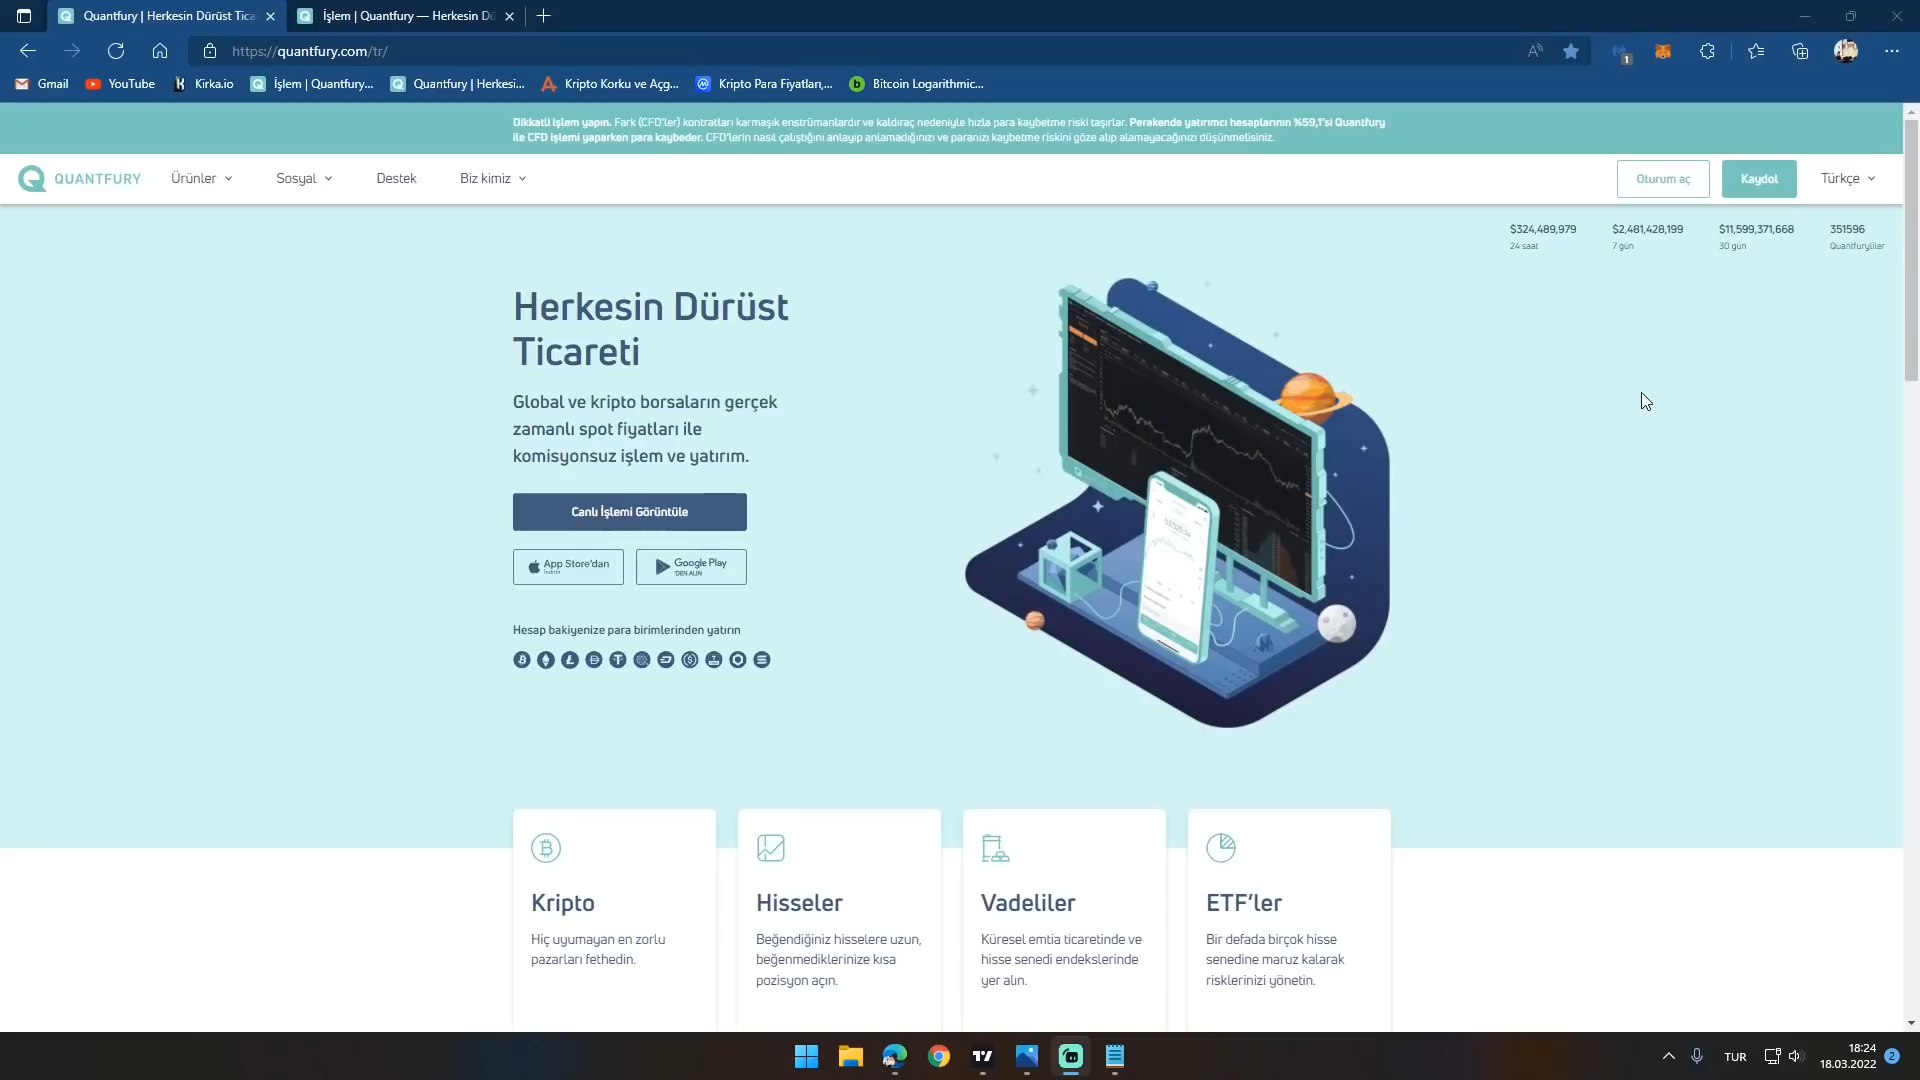 Quantfury | Herkesin Dürüst Tica
İşlem | Quantfury — Herkesin Dü
https://quantfury.com/tr/
1
Gmail
YouTube
Kirka.io
İşlem | Quantfury...
Quantfury | Herkesi...
Kripto Korku ve Açg...
Kripto Para Fiyatları,...
Bitcoin Logarithmic...
Dikkatli işlem yapın. Fark (CFD'ler) kontratları karmaşık enstrümanlardır ve kaldıraç nedeniyle hızla para kaybetme riski taşırlar. Perakende yatırımcı hesaplarının %59,1'si Quantfury
ile CFD işlemi yaparken para kaybeder. CFD'lerin nasıl çalıştığını anlayıp anlamadığınızı ve paranızı kaybetme riskini göze alıp alamayacağınızı düşünmelisiniz.
QUANTFURY
Ürünler
Sosyal
Destek
Biz kimiz
Oturum aç
Kaydol
Türkçe
$324,489,979
24 saat
$2,481,428,199
7 gün
$11,599,371,668
30 gün
351596
Quantfuryliler
Herkesin Dürüst
Ticareti
Global ve kripto borsaların gerçek
zamanlı spot fiyatları ile
komisyonsuz işlem ve yatırım.
Canlı İşlemi Görüntüle
App Store'dan
İndirin
Google Play
'DEN ALIN
Hesap bakiyenize para birimlerinden yatırın
Kripto
Hiç uyumayan en zorlu
pazarları fethedin.
Hisseler
Beğendiğiniz hisselere uzun,
beğenmediklerinize kısa
pozisyon açın.
Vadeliler
Küresel emtia ticaretinde ve
hisse senedi endekslerinde
yer alın.
ETF'ler
Bir defada birçok hisse
senedine maruz kalarak
risklerinizi yönetin.
TUR
18:24
18.03.2022
2